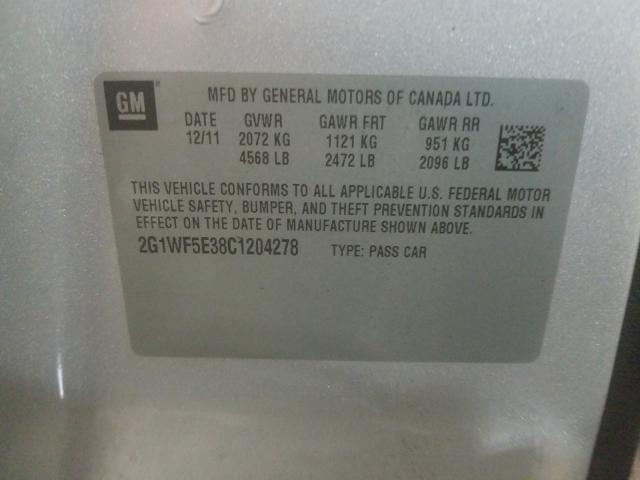 GM®
MFD BY GENERAL MOTORS OF CANADA LTD.
DATE GVWR GAWR FRT GAWR RR
12/11 2072 KG 1121 KG 951 KG
4568 LB 2472 LB 2096 LB
THIS VEHICLE CONFORMS TO ALL APPLICABLE U.S. FEDERAL MOTOR
VEHICLE SAFETY, BUMPER, AND THEFT PREVENTION STANDARDS IN
EFFECT ON THE DATE OF MANUFACTURE SHOWN ABOVE.
2G1WF5E38C1204278 TYPE: PASS CAR